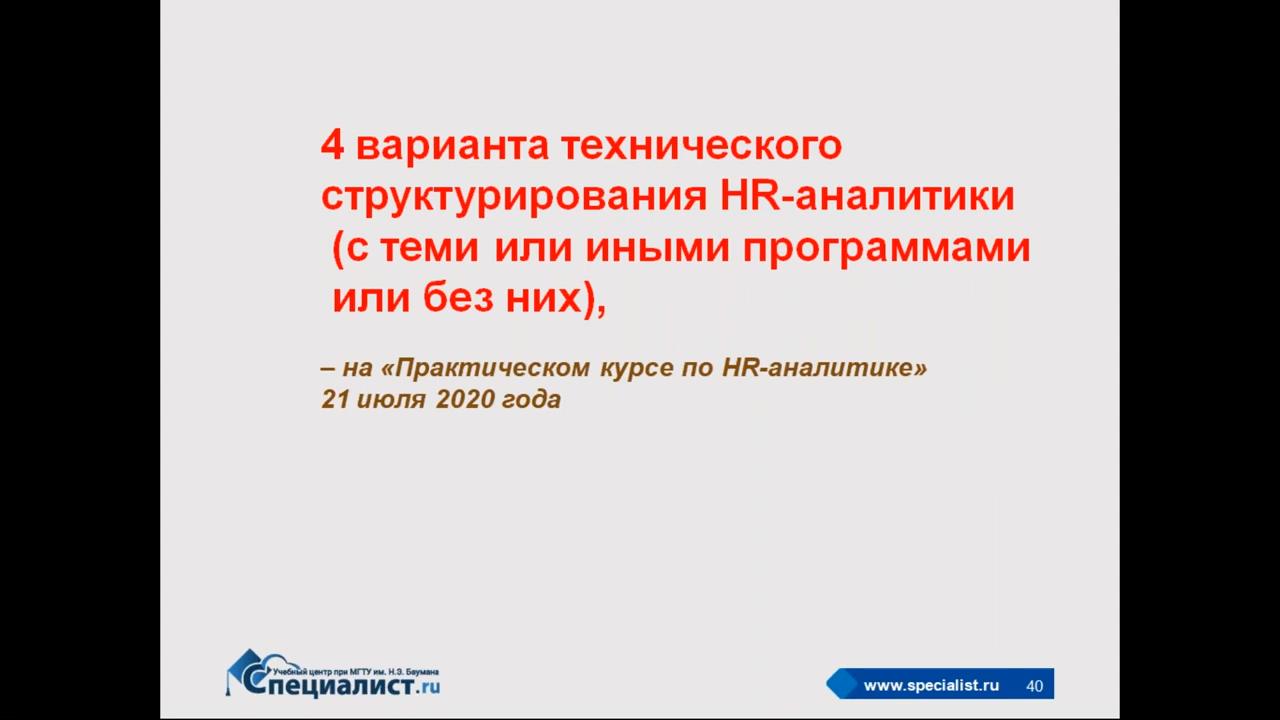 4 варианта технического
структурирования HR-аналитики
(с теми или иными программами
или без них),
– на «Практическом курсе по HR-аналитике»
21 июля 2020 года
Учебный центр при МГТУ им. Н.Э. Баумана
Специалист.ru
www.specialist.ru 40